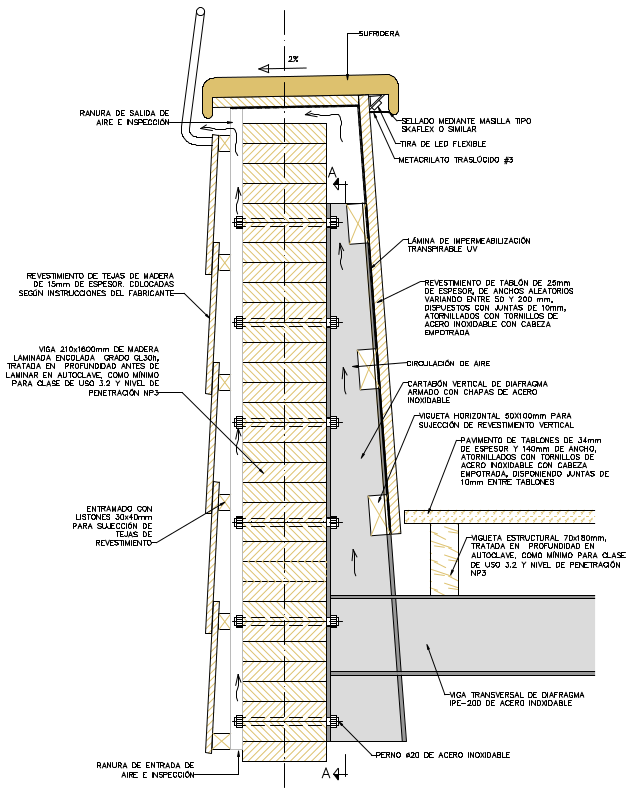 SUFRIDERA
2%
RANURA DE SALIDA DE
AIRE E INSPECCIÓN
SELLADO MEDIANTE MASILLA TIPO
SKAFLEX O SIMILAR
TIRA DE LED FLEXIBLE
METACRILATO TRASLÚCIDO #3
A
LÁMINA DE IMPERMEABILIZACIÓN
TRANSPIRABLE UV
REVESTIMIENTO DE TEJAS DE MADERA
DE 15mm DE ESPESOR. COLOCADAS
SEGÚN INSTRUCCIONES DEL FABRICANTE
REVESTIMIENTO DE TABLÓN DE 25mm
DE ESPESOR, DE ANCHOS ALEATORIOS
VARIANDO ENTRE 50 Y 200 mm,
DISPUESTOS CON JUNTAS DE 10mm,
ATORNILLADOS CON TORNILLOS DE
ACERO INOXIDABLE CON CABEZA
EMPOTRADA
VIGA 210x1600mm DE MADERA
LAMINADA ENCOLADA GRADO GL30h,
TRATADA EN PROFUNDIDAD ANTES DE
LAMINAR EN AUTOCLAVE, COMO MÍNIMO
PARA CLASE DE USO 3.2 Y NIVEL DE
PENETRACIÓN NP3
CIRCULACIÓN DE AIRE
CARTABÓN VERTICAL DE DIAFRAGMA
ARMADO CON CHAPAS DE ACERO
INOXIDABLE
VIGUETA HORIZONTAL 50X100mm PARA
SUJECCIÓN DE REVESTIMIENTO VERTICAL
PAVIMENTO DE TABLONES DE 34mm
DE ESPESOR Y 140mm DE ANCHO,
ATORNILLADOS CON TORNILLOS DE
ACERO INOXIDABLE CON CABEZA
EMPOTRADA, DISPONIENDO JUNTAS DE
10mm ENTRE TABLONES
ENTRAMADO CON
LISTONES 30x40mm
PARA SUJECCIÓN DE
TEJAS DE
REVESTIMIENTO
VIGUETA ESTRUCTURAL 70x180mm,
TRATADA EN PROFUNDIDAD EN
AUTOCLAVE, COMO MÍNIMO PARA CLASE
DE USO 3.2 Y NIVEL DE PENETRACIÓN
NP3
VIGA TRANSVERSAL DE DIAFRAGMA
IPE-200 DE ACERO INOXIDABLE
PERNO ø20 DE ACERO INOXIDABLE
RANURA DE ENTRADA DE
AIRE E INSPECCIÓN
A